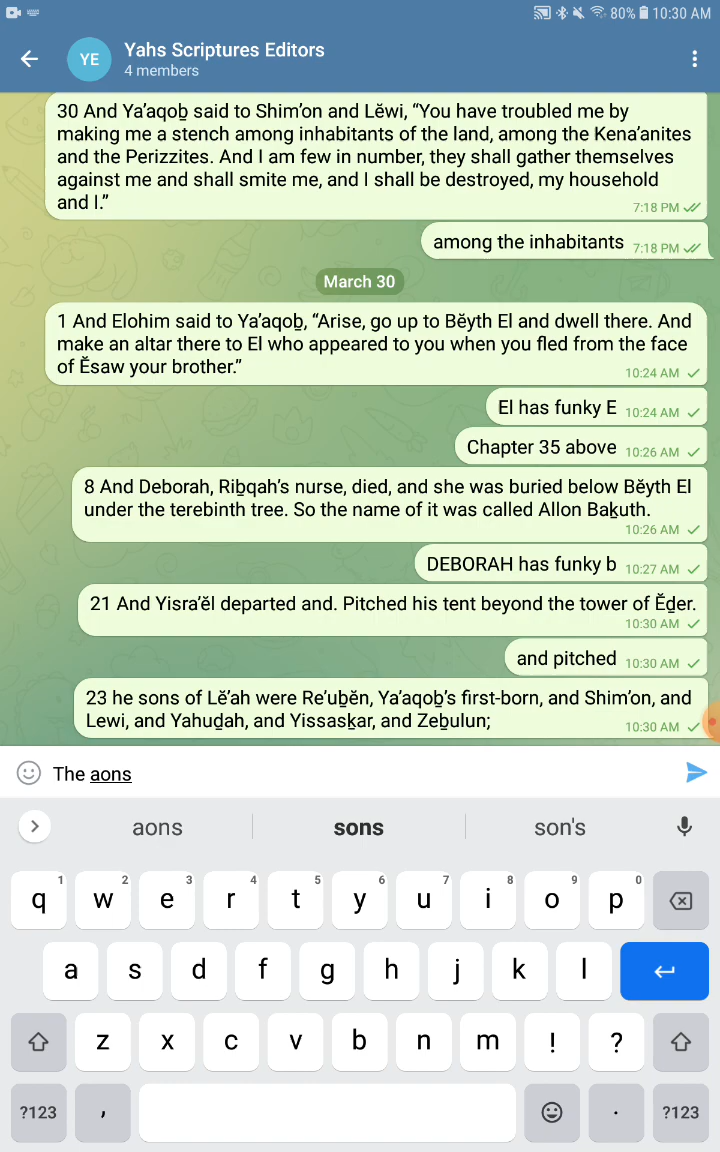 80% 10:30 AM
YE
Yahs Scriptures Editors
4 members
30 And Ya’aqoḇ said to Shim’on and Lĕwi, “You have troubled me by
making me a stench among inhabitants of the land, among the Kena’anites
and the Perizzites. And I am few in number, they shall gather themselves
against me and shall smite me, and I shall be destroyed, my household
and I.”
7:18 PM
among the inhabitants 7:18 PM
March 30
1 And Elohim said to Ya’aqoḇ, “Arise, go up to Bĕyth El and dwell there. And
make an altar there to El who appeared to you when you fled from the face
of Ĕsaw your brother.”
10:24 AM
El has funky E 10:24 AM
Chapter 35 above 10:26 AM
8 And Deborah, Riḇqah’s nurse, died, and she was buried below Bĕyth El
under the terebinth tree. So the name of it was called Allon Baḵuth.
10:26 AM
DEBORAH has funky b 10:27 AM
21 And Yisra’ĕl departed and. Pitched his tent beyond the tower of Ĕḏer.
10:30 AM
and pitched 10:30 AM
23 he sons of Lĕ’ah were Re’uḇĕn, Ya’aqoḇ’s first-born, and Shim’on, and
Lewi, and Yahuḏah, and Yissasḵar, and Zeḇulun;
10:30 AM
The aons
aons sons son's
1 2 3 4 5 6 7 8 9 0
q w e r t y u i o p
a s d f g h j k l
z x c v b n m ! ?
?123 , . ?123